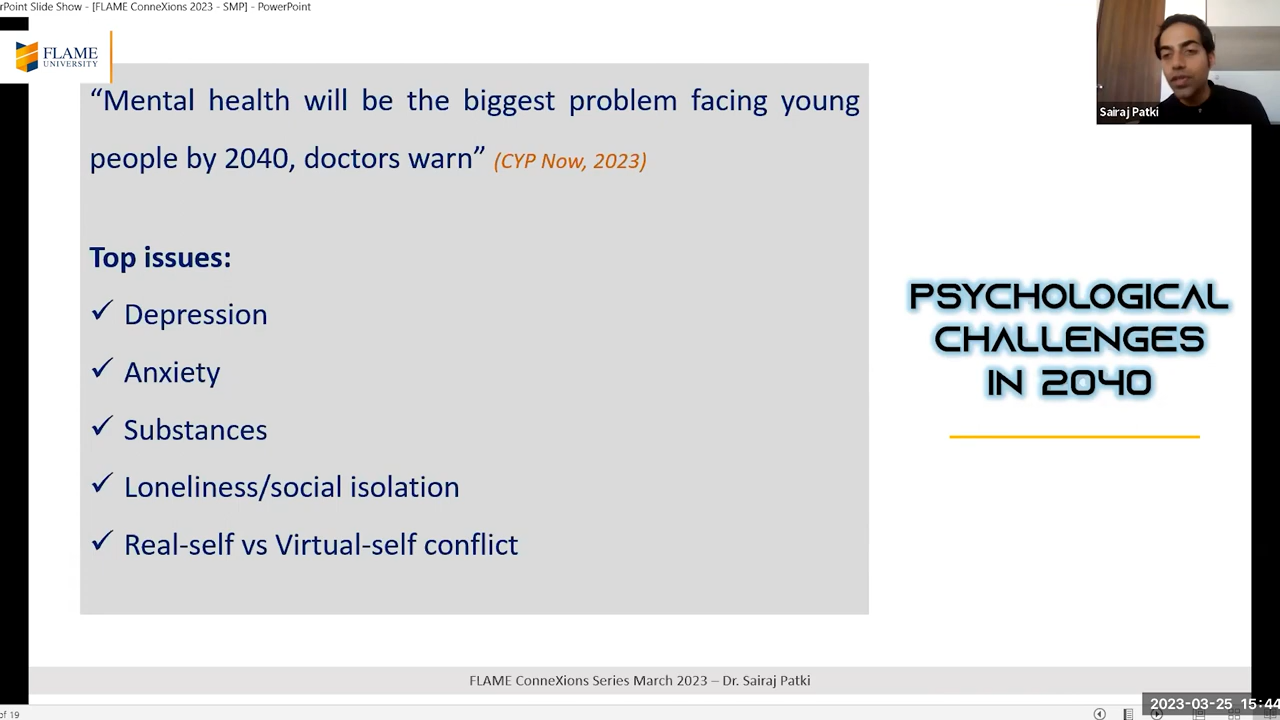 rPoint Slide Show - [FLAME ConneXions 2023 - SMP] - PowerPoint
FLAME
UNIVERSITY
Sairaj Patki
“Mental health will be the biggest problem facing young
people by 2040, doctors warn” (CYP Now, 2023)
Top issues:
✓ Depression
✓ Anxiety
✓ Substances
✓ Loneliness/social isolation
✓ Real-self vs Virtual-self conflict
PSYCHOLOGICAL
CHALLENGES
IN 2040
FLAME ConneXions Series March 2023 – Dr. Sairaj Patki
of 19
2023-03-25 15:44